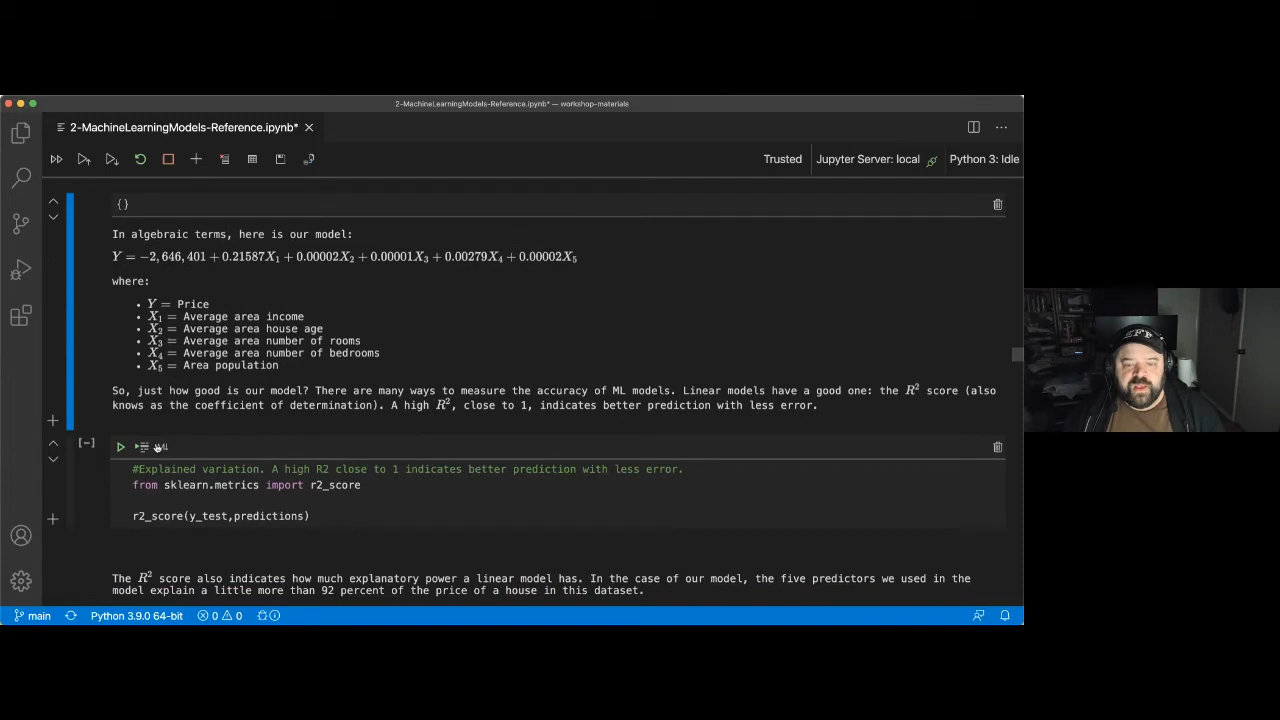 2-MachineLearningModels-Reference.ipynb* — workshop-materials
2-MachineLearningModels-Reference.ipynb*
Trusted
Jupyter Server: local
Python 3: Idle
{}
In algebraic terms, here is our model:
Y = −2,646,401 + 0.21587X₁ + 0.00002X₂ + 0.00001X₃ + 0.00279X₄ + 0.00002X₅
where:
• Y = Price
• X₁ = Average area income
• X₂ = Average area house age
• X₃ = Average area number of rooms
• X₄ = Average area number of bedrooms
• X₅ = Area population
So, just how good is our model? There are many ways to measure the accuracy of ML models. Linear models have a good one: the R² score (also
knows as the coefficient of determination). A high R², close to 1, indicates better prediction with less error.
[-]
#Explained variation. A high R2 close to 1 indicates better prediction with less error.
from sklearn.metrics import r2_score
r2_score(y_test,predictions)
The R² score also indicates how much explanatory power a linear model has. In the case of our model, the five predictors we used in the
model explain a little more than 92 percent of the price of a house in this dataset.
main
Python 3.9.0 64-bit
0
0